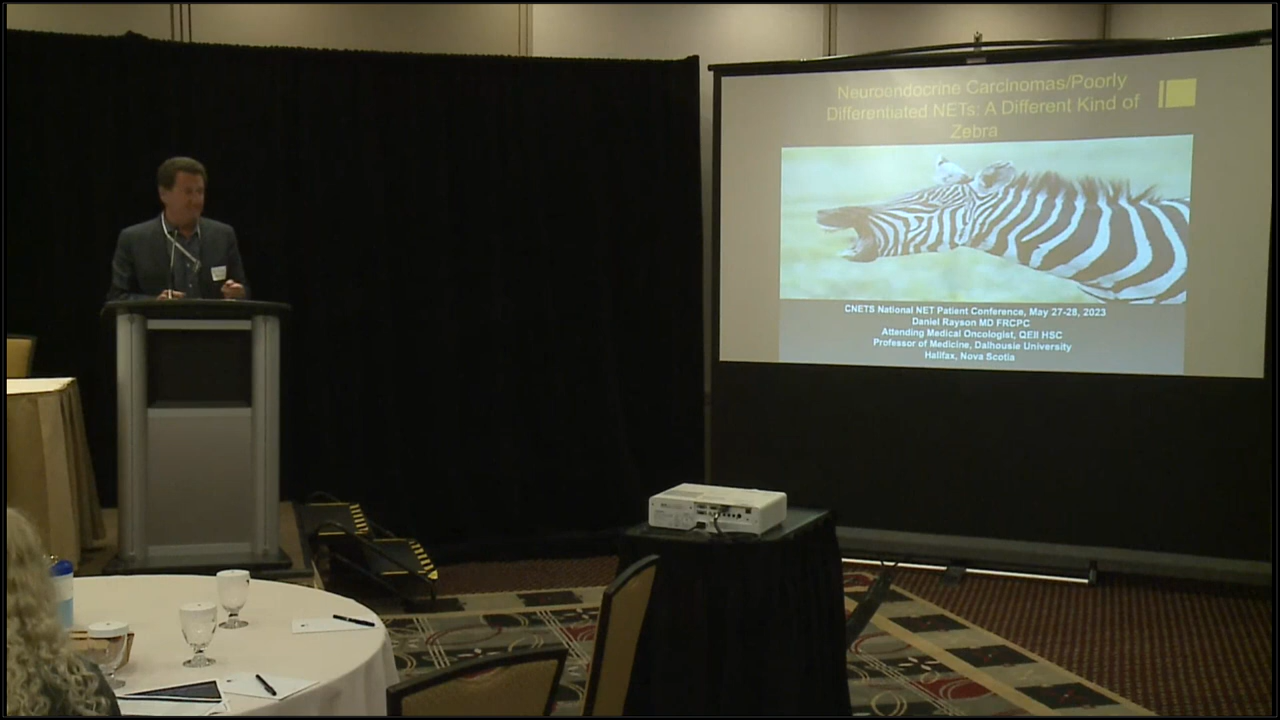 Neuroendocrine Carcinomas/Poorly
Differentiated NETs: A Different Kind of
Zebra
CNETS National NET Patient Conference, May 27-28, 2023
Daniel Rayson MD FRCPC
Attending Medical Oncologist, QEII HSC
Professor of Medicine, Dalhousie University
Halifax, Nova Scotia